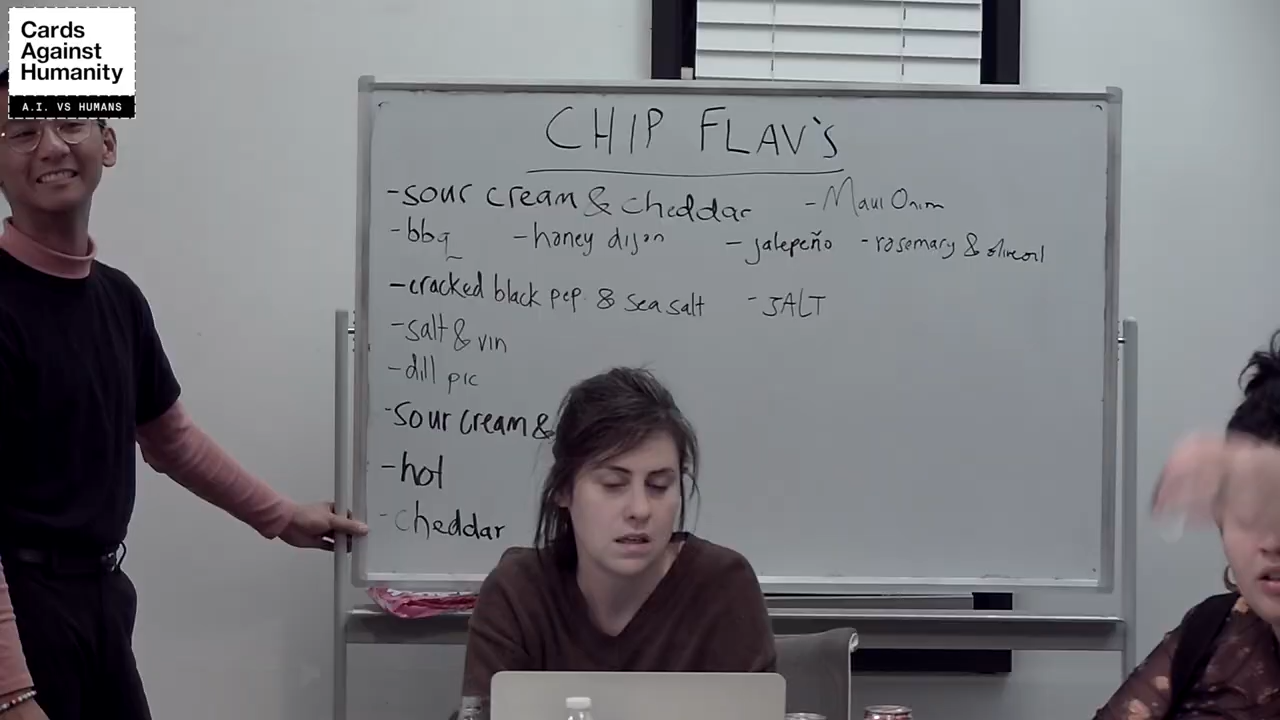 Cards
Against
Humanity
A.I. VS HUMANS
CHIP FLAV'S
-sour cream & cheddar -Maui Onion
-bbq -honey dijon -jalepeño -rosemary & olive oil
-cracked black pep. & sea salt -SALT
-salt & vin
-dill pic
-Sour Cream &
-hot
-cheddar